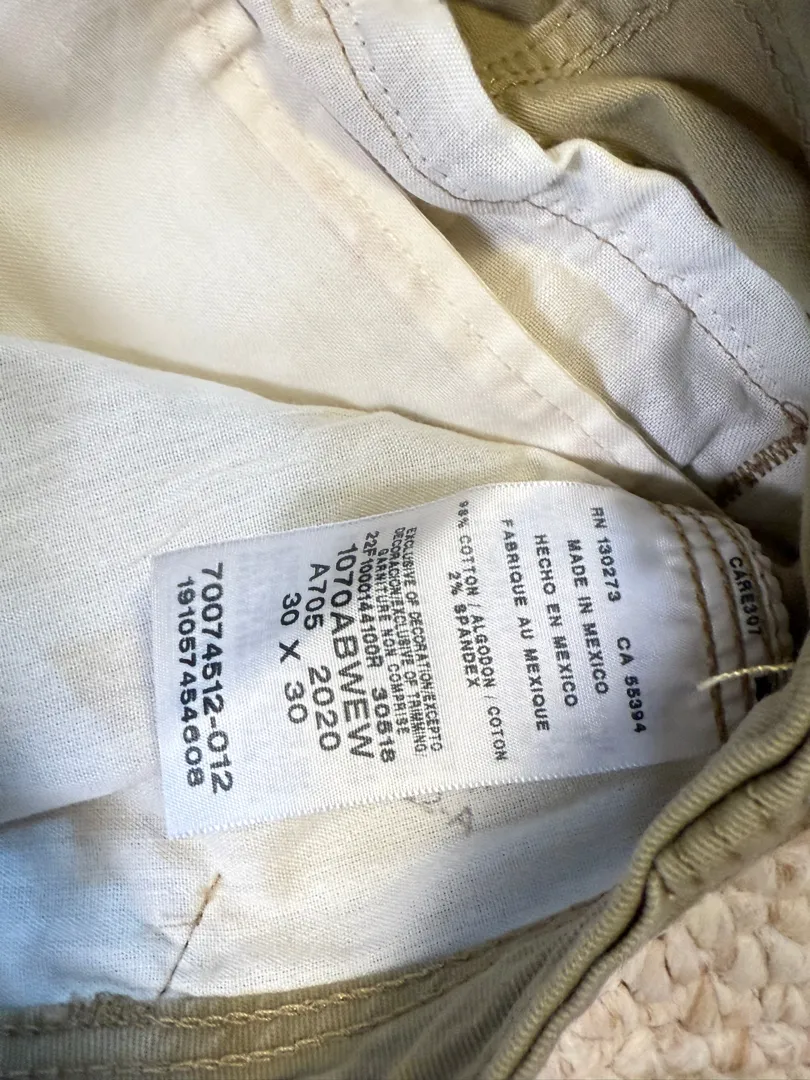 CARE307
RN 130273 CA 55394
MADE IN MEXICO
HECHO EN MEXICO
FABRIQUE AU MEXIQUE
98% COTTON / ALGODON / COTON
2% SPANDEX
EXCLUSIVE OF DECORATION/EXCEPTO
DECORACION/EXCLUSIVE OF TRIMMING/
GARNITURE NON COMPRISE
22F1000144100R 30518
1070ABWEW
A705 2020
30 X 30
70074512-012
191057454608